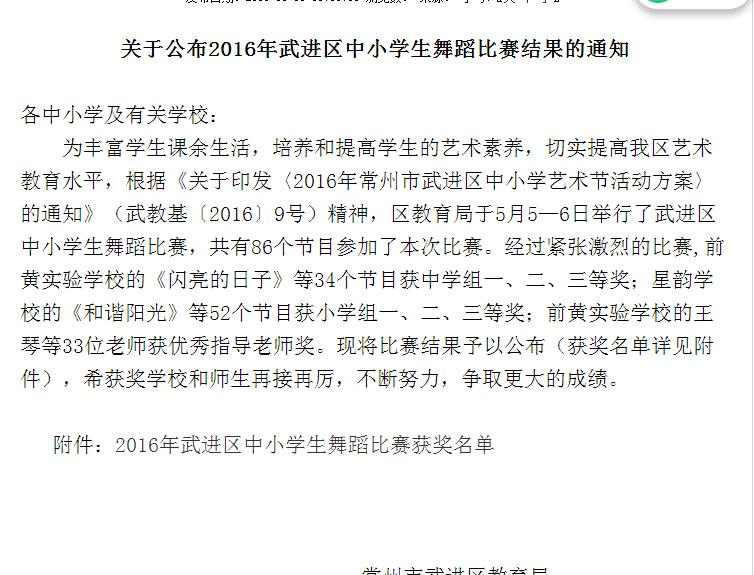 关于公布2016年武进区中小学生舞蹈比赛结果的通知
各中小学及有关学校：
为丰富学生课余生活，培养和提高学生的艺术素养，切实提高我区艺术
教育水平，根据《关于印发〈2016年常州市武进区中小学艺术节活动方案〉
的通知》（武教基〔2016〕9号）精神，区教育局于5月5—6日举行了武进区
中小学生舞蹈比赛，共有86个节目参加了本次比赛。经过紧张激烈的比赛,前
黄实验学校的《闪亮的日子》等34个节目获中学组一、二、三等奖；星韵学
校的《和谐阳光》等52个节目获小学组一、二、三等奖；前黄实验学校的王
琴等33位老师获优秀指导老师奖。现将比赛结果予以公布（获奖名单详见附
件），希获奖学校和师生再接再厉，不断努力，争取更大的成绩。
附件：2016年武进区中小学生舞蹈比赛获奖名单
常州市武进区教育局